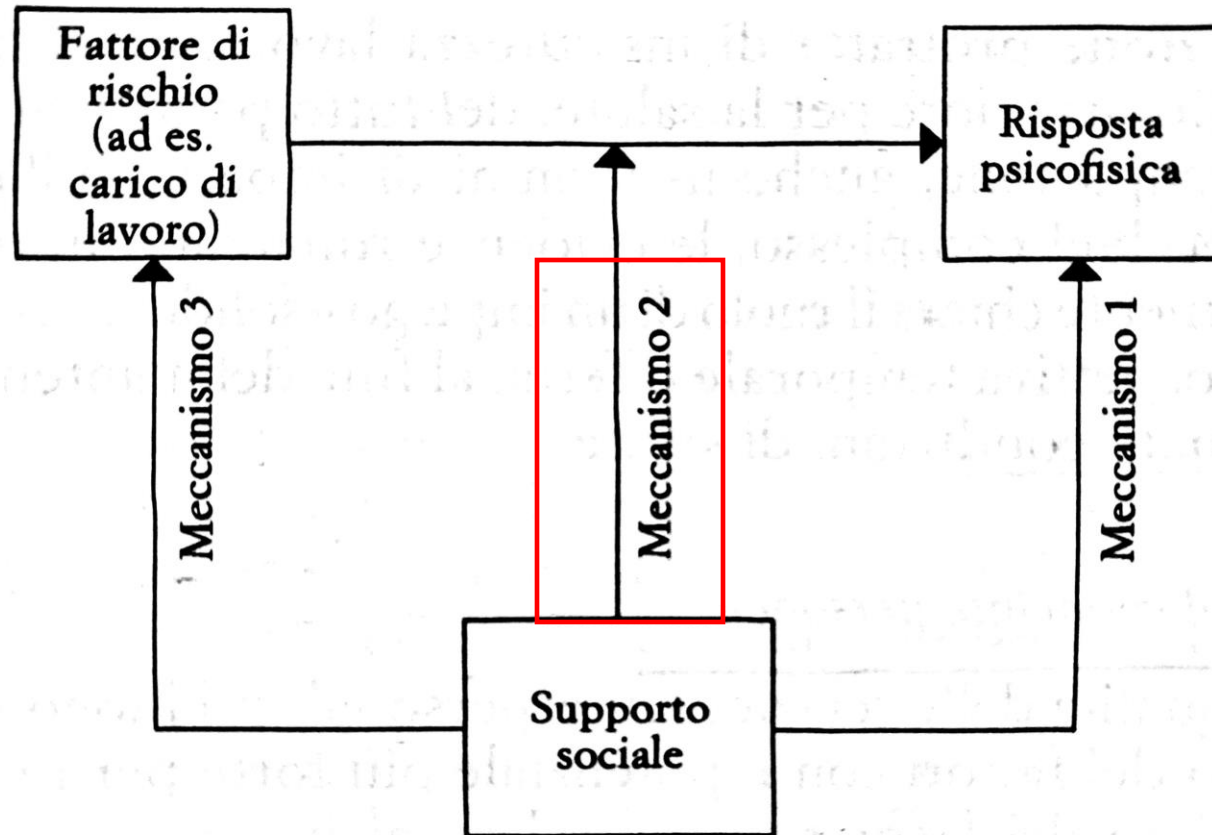 Fattore di
rischio
(ad es.
carico di
lavoro)
Risposta
psicofisica
Meccanismo 3
Meccanismo 2
Meccanismo 1
Supporto
sociale